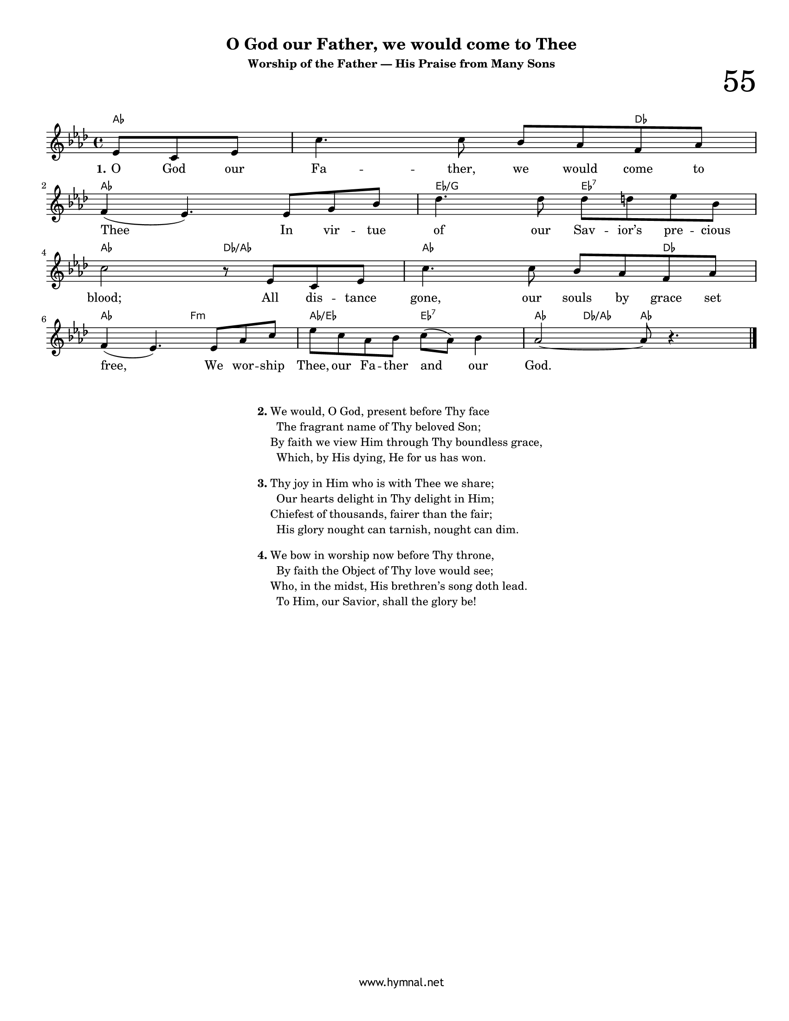 O God our Father, we would come to Thee
Worship of the Father — His Praise from Many Sons
55
A♭ D♭
1. O God our Fa - - - ther, we would come to
2
A♭ E♭/G E♭7
Thee In vir - tue of our Sav - ior's pre - cious
4
A♭ D♭/A♭ A♭ D♭
blood; All dis - tance gone, our souls by grace set
6
A♭ Fm A♭/E♭ E♭7 A♭ D♭/A♭ A♭
free, We wor-ship Thee, our Fa-ther and our God.
2. We would, O God, present before Thy face
The fragrant name of Thy beloved Son;
By faith we view Him through Thy boundless grace,
Which, by His dying, He for us has won.
3. Thy joy in Him who is with Thee we share;
Our hearts delight in Thy delight in Him;
Chiefest of thousands, fairer than the fair;
His glory nought can tarnish, nought can dim.
4. We bow in worship now before Thy throne,
By faith the Object of Thy love would see;
Who, in the midst, His brethren's song doth lead.
To Him, our Savior, shall the glory be!
www.hymnal.net